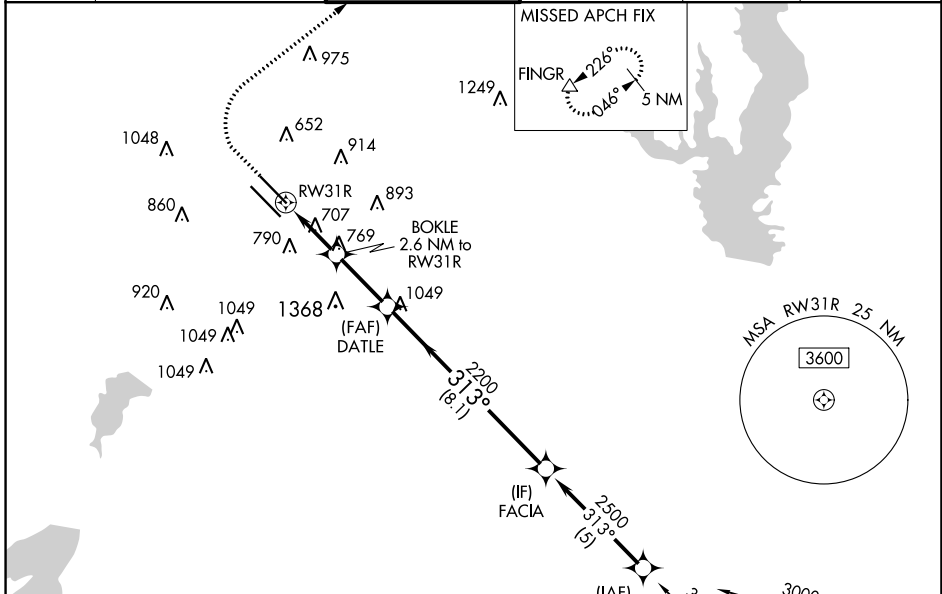 MISSED APCH FIX
975
FINGR
226°
046°
5 NM
1249
652
1048
914
RW31R
893
860
707
BOKLE
2.6 NM to
RW31R
790
769
920
1049
1368
1049
1049
(FAF)
DATLE
MSA RW31R 25 NM
3600
1049
2200
313°
(8.1)
(IF)
FACIA
2500
313°
(5)
(IAF)
3000